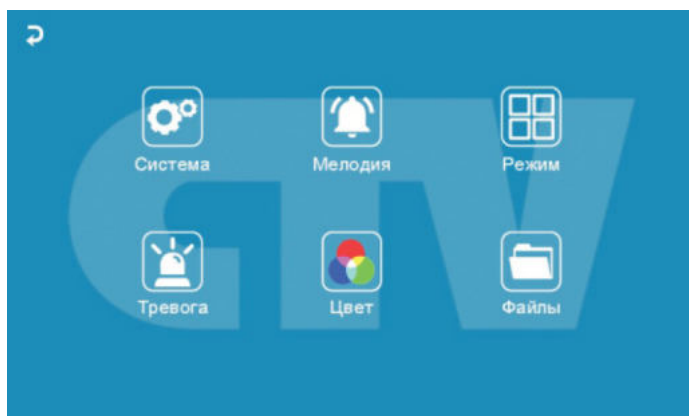 CTV
Система
Мелодия
Режим
Тревога
Цвет
Файлы